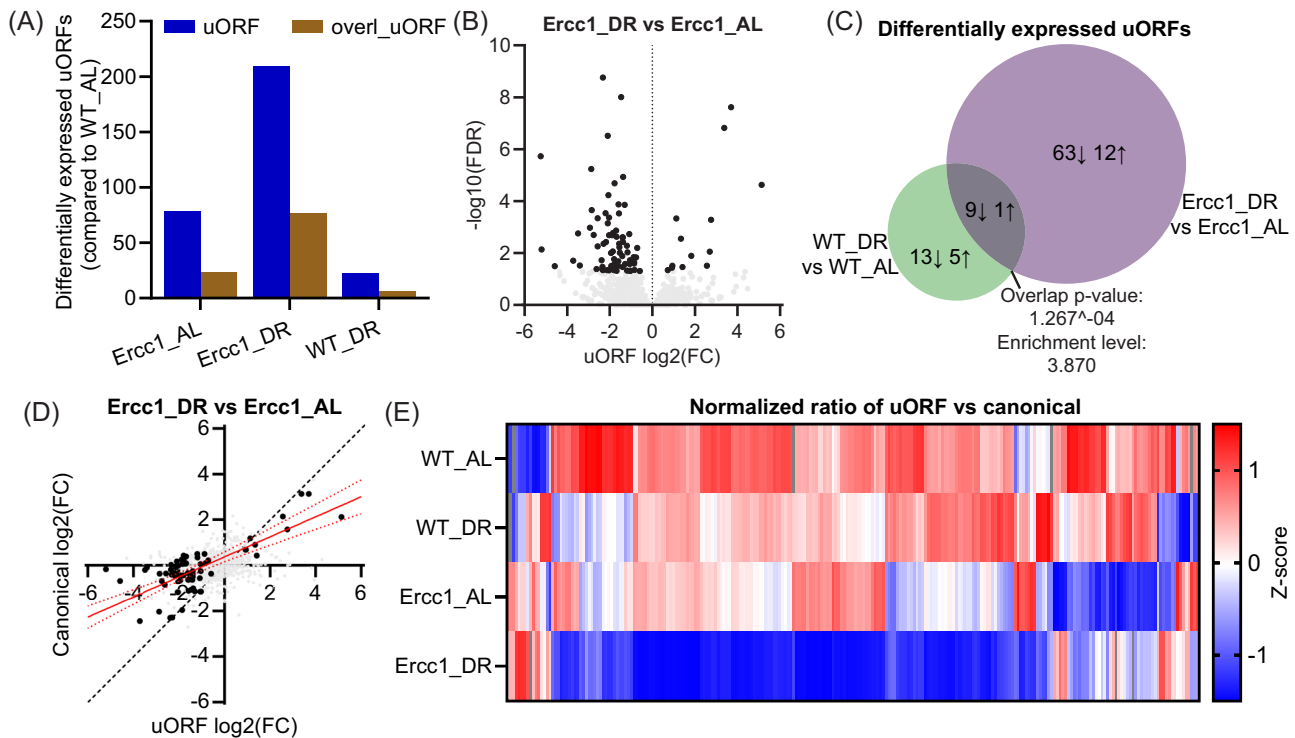 (A)
Differentially expressed uORFs
(compared to WT_AL)
uORF
overl_uORF
250
200
150
100
50
0
Ercc1_AL
Ercc1_DR
WT_DR
(B)
Ercc1_DR vs Ercc1_AL
-log10(FDR)
10
8
6
4
2
0
-6 -4 -2 0 2 4 6
uORF log2(FC)
(C)
Differentially expressed uORFs
63↓ 12↑
9↓ 1↑
13↓ 5↑
Ercc1_DR
vs Ercc1_AL
WT_DR
vs WT_AL
Overlap p-value:
1.267^-04
Enrichment level:
3.870
(D)
Ercc1_DR vs Ercc1_AL
Canonical log2(FC)
6
4
2
-2
-4
-6
-6 -4 -2 2 4 6
uORF log2(FC)
(E)
Normalized ratio of uORF vs canonical
WT_AL
WT_DR
Ercc1_AL
Ercc1_DR
1
0
-1
Z-score